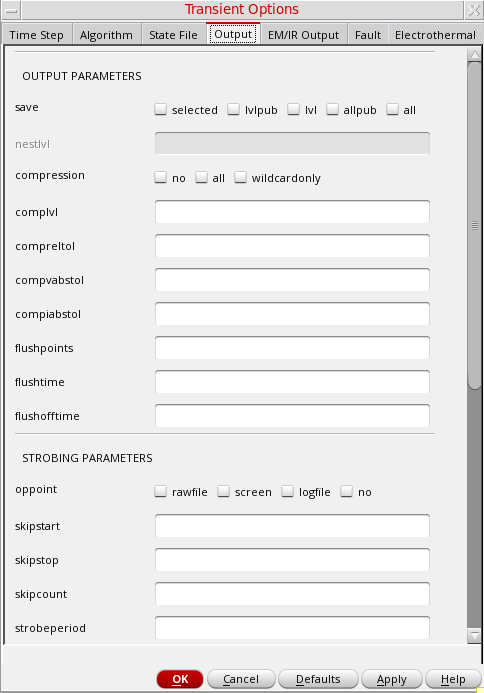 Transient Options
Time Step Algorithm State File Output EM/IR Output Fault Electrothermal
OUTPUT PARAMETERS
save selected lvlpub lvl allpub all
nestlvl
compression no all wildcardonly
complvl
compreltol
compvabstol
compiabstol
flushpoints
flushtime
flushofftime
STROBING PARAMETERS
oppoint rawfile screen logfile no
skipstart
skipstop
skipcount
strobeperiod
OK Cancel Defaults Apply Help